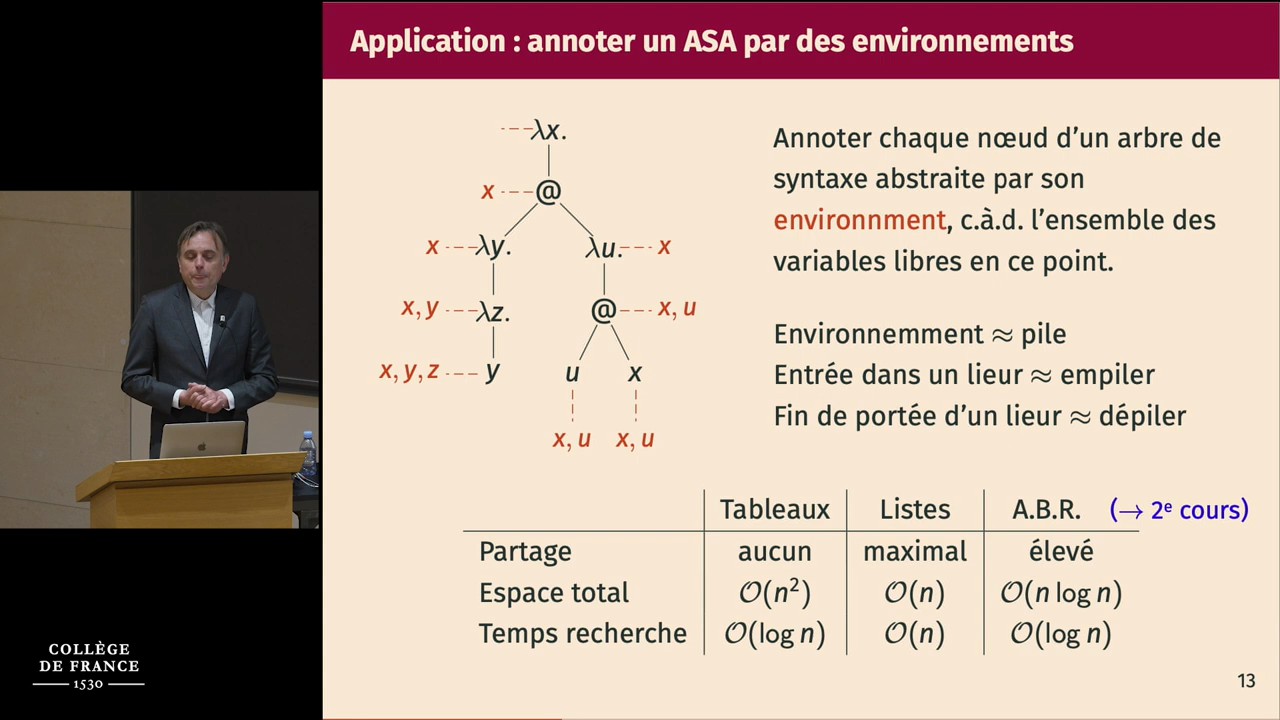 Application : annoter un ASA par des environnements
λx.
x @
x λy. λu. x
x, y λz. @ x, u
x, y, z y u x
x, u x, u
Annoter chaque nœud d'un arbre de
syntaxe abstraite par son
environnment, c.à.d. l'ensemble des
variables libres en ce point.
Environnemment ≈ pile
Entrée dans un lieur ≈ empiler
Fin de portée d'un lieur ≈ dépiler
Tableaux Listes A.B.R. (→ 2ᵉ cours)
Partage aucun maximal élevé
Espace total O(n²) O(n) O(n log n)
Temps recherche O(log n) O(n) O(log n)
COLLÈGE
DE FRANCE
1530
13